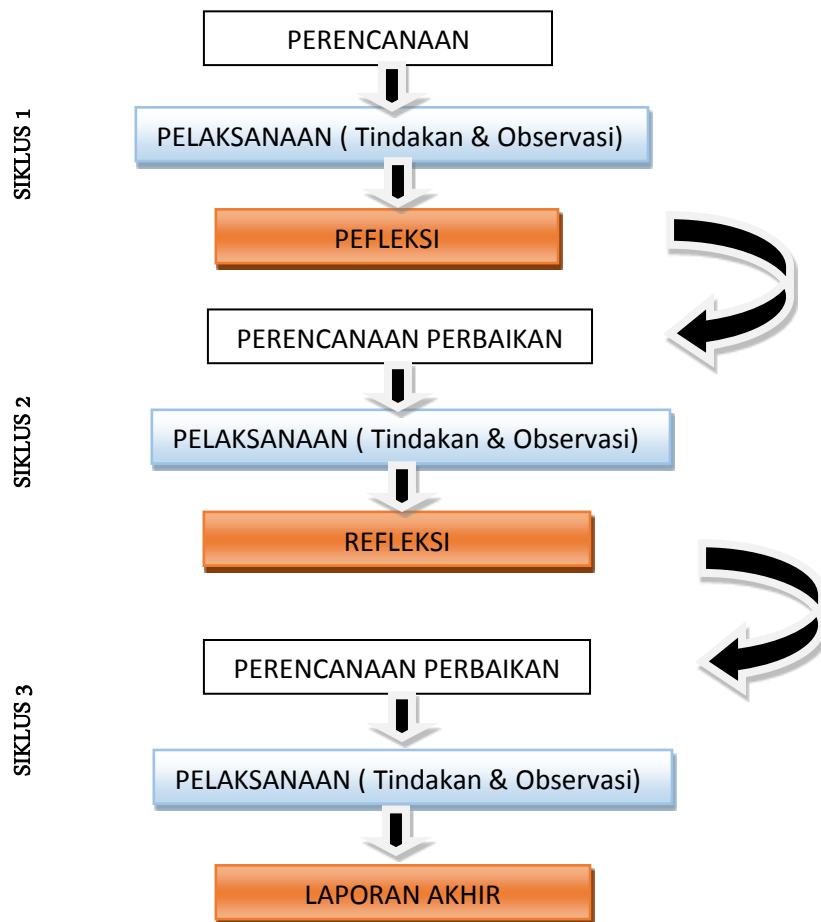 SIKLUS 1
PERENCANAAN
PELAKSANAAN ( Tindakan & Observasi)
PEFLEKSI
SIKLUS 2
PERENCANAAN PERBAIKAN
PELAKSANAAN ( Tindakan & Observasi)
REFLEKSI
SIKLUS 3
PERENCANAAN PERBAIKAN
PELAKSANAAN ( Tindakan & Observasi)
LAPORAN AKHIR